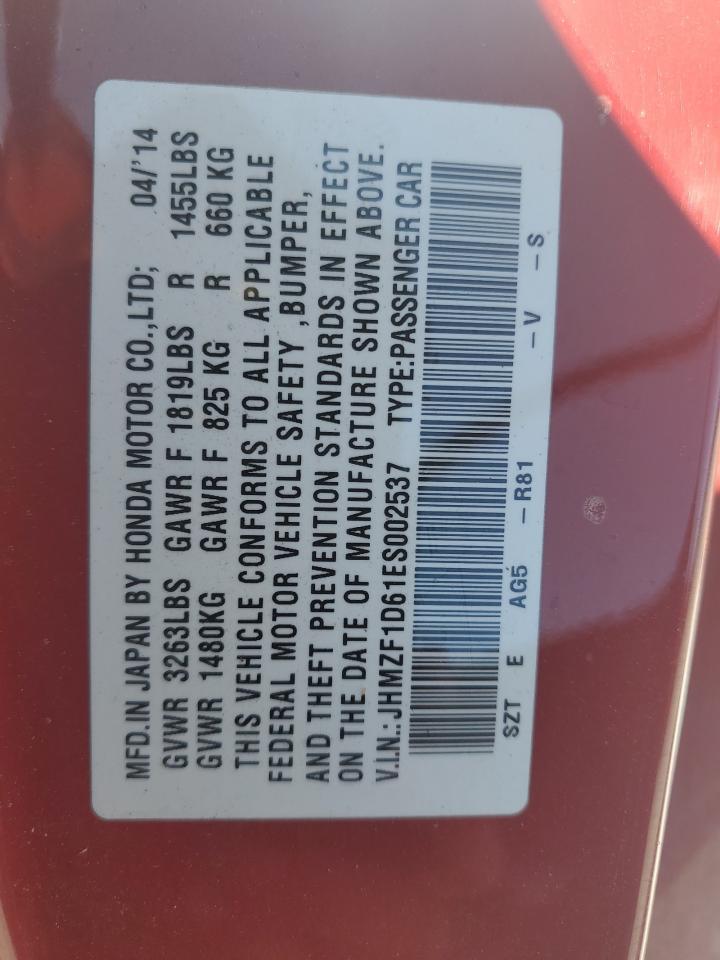 MFD.IN JAPAN BY HONDA MOTOR CO.,LTD; 04/'14
GVWR 3263LBS GAWR F 1819LBS R 1455LBS
GVWR 1480KG GAWR F 825 KG R 660 KG
THIS VEHICLE CONFORMS TO ALL APPLICABLE
FEDERAL MOTOR VEHICLE SAFETY ,BUMPER,
AND THEFT PREVENTION STANDARDS IN EFFECT
ON THE DATE OF MANUFACTURE SHOWN ABOVE.
V.I.N.: JHMZF1D61ES002537 TYPE:PASSENGER CAR
SZT E AG5 – R81 – V – S